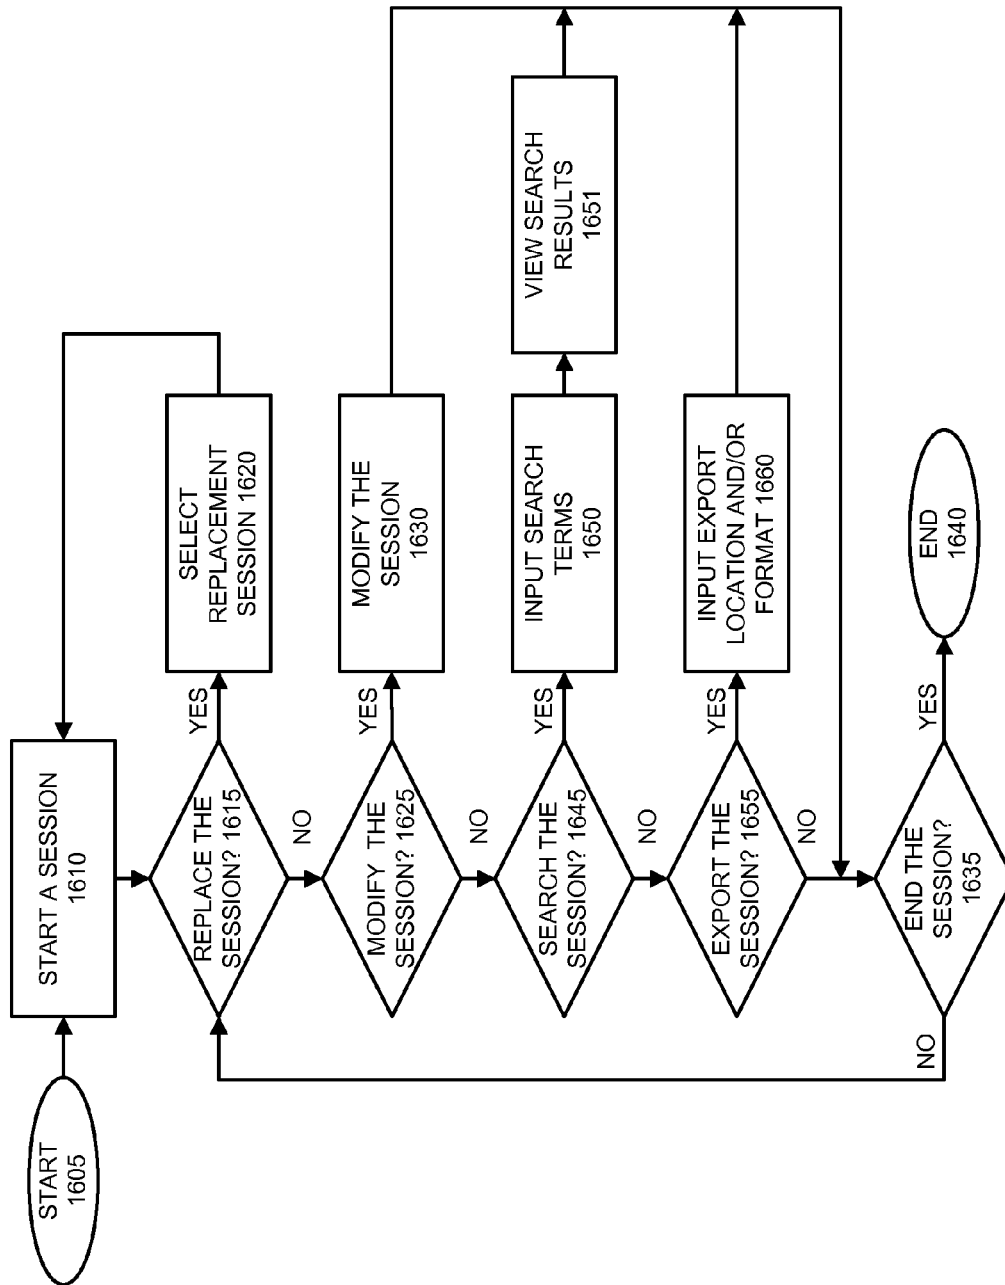 START
1605
START A SESSION
1610
REPLACE THE
SESSION? 1615
YES
SELECT
REPLACEMENT
SESSION 1620
NO
MODIFY THE
SESSION? 1625
YES
MODIFY THE
SESSION
1630
NO
SEARCH THE
SESSION? 1645
YES
INPUT SEARCH
TERMS
1650
VIEW SEARCH
RESULTS
1651
NO
EXPORT THE
SESSION? 1655
YES
INPUT EXPORT
LOCATION AND/OR
FORMAT 1660
NO
END THE
SESSION?
1635
NO
YES
END
1640